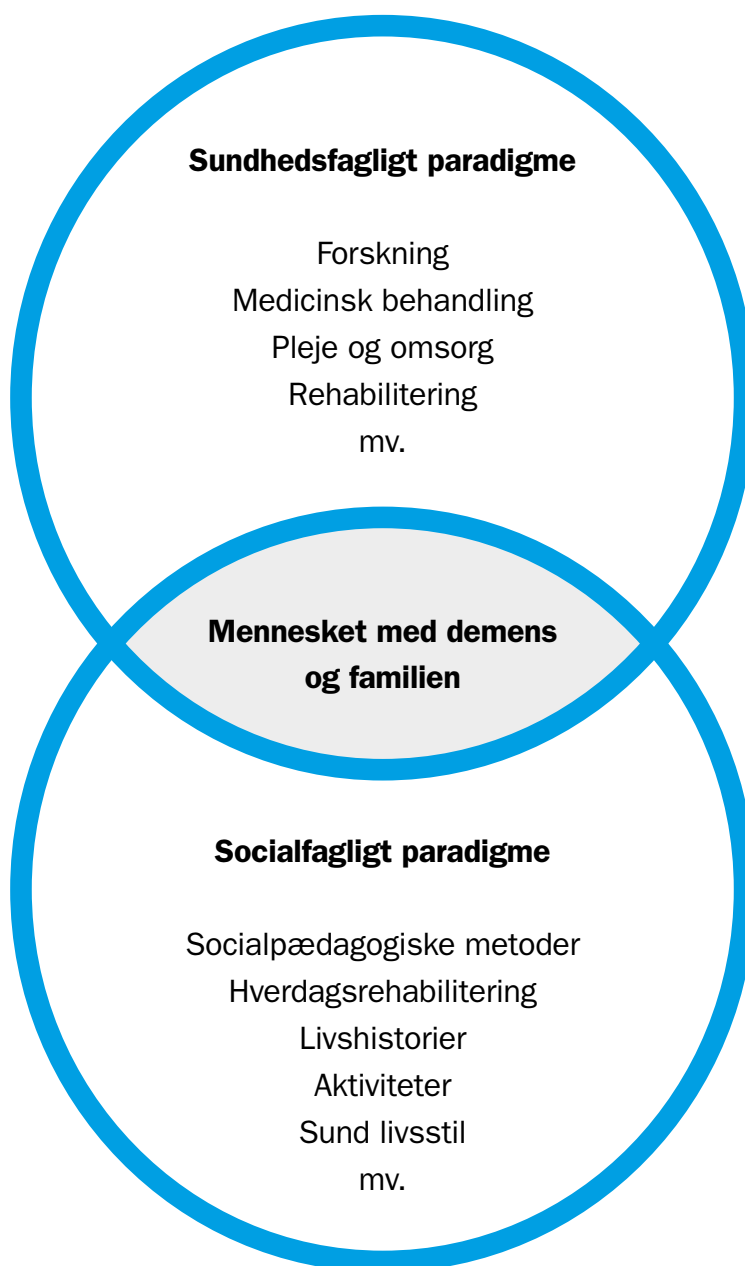 Sundhedsfagligt paradigme
Forskning
Medicinsk behandling
Pleje og omsorg
Rehabilitering
mv.
Mennesket med demens
og familien
Socialfagligt paradigme
Socialpædagogiske metoder
Hverdagsrehabilitering
Livshistorier
Aktiviteter
Sund livsstil
mv.